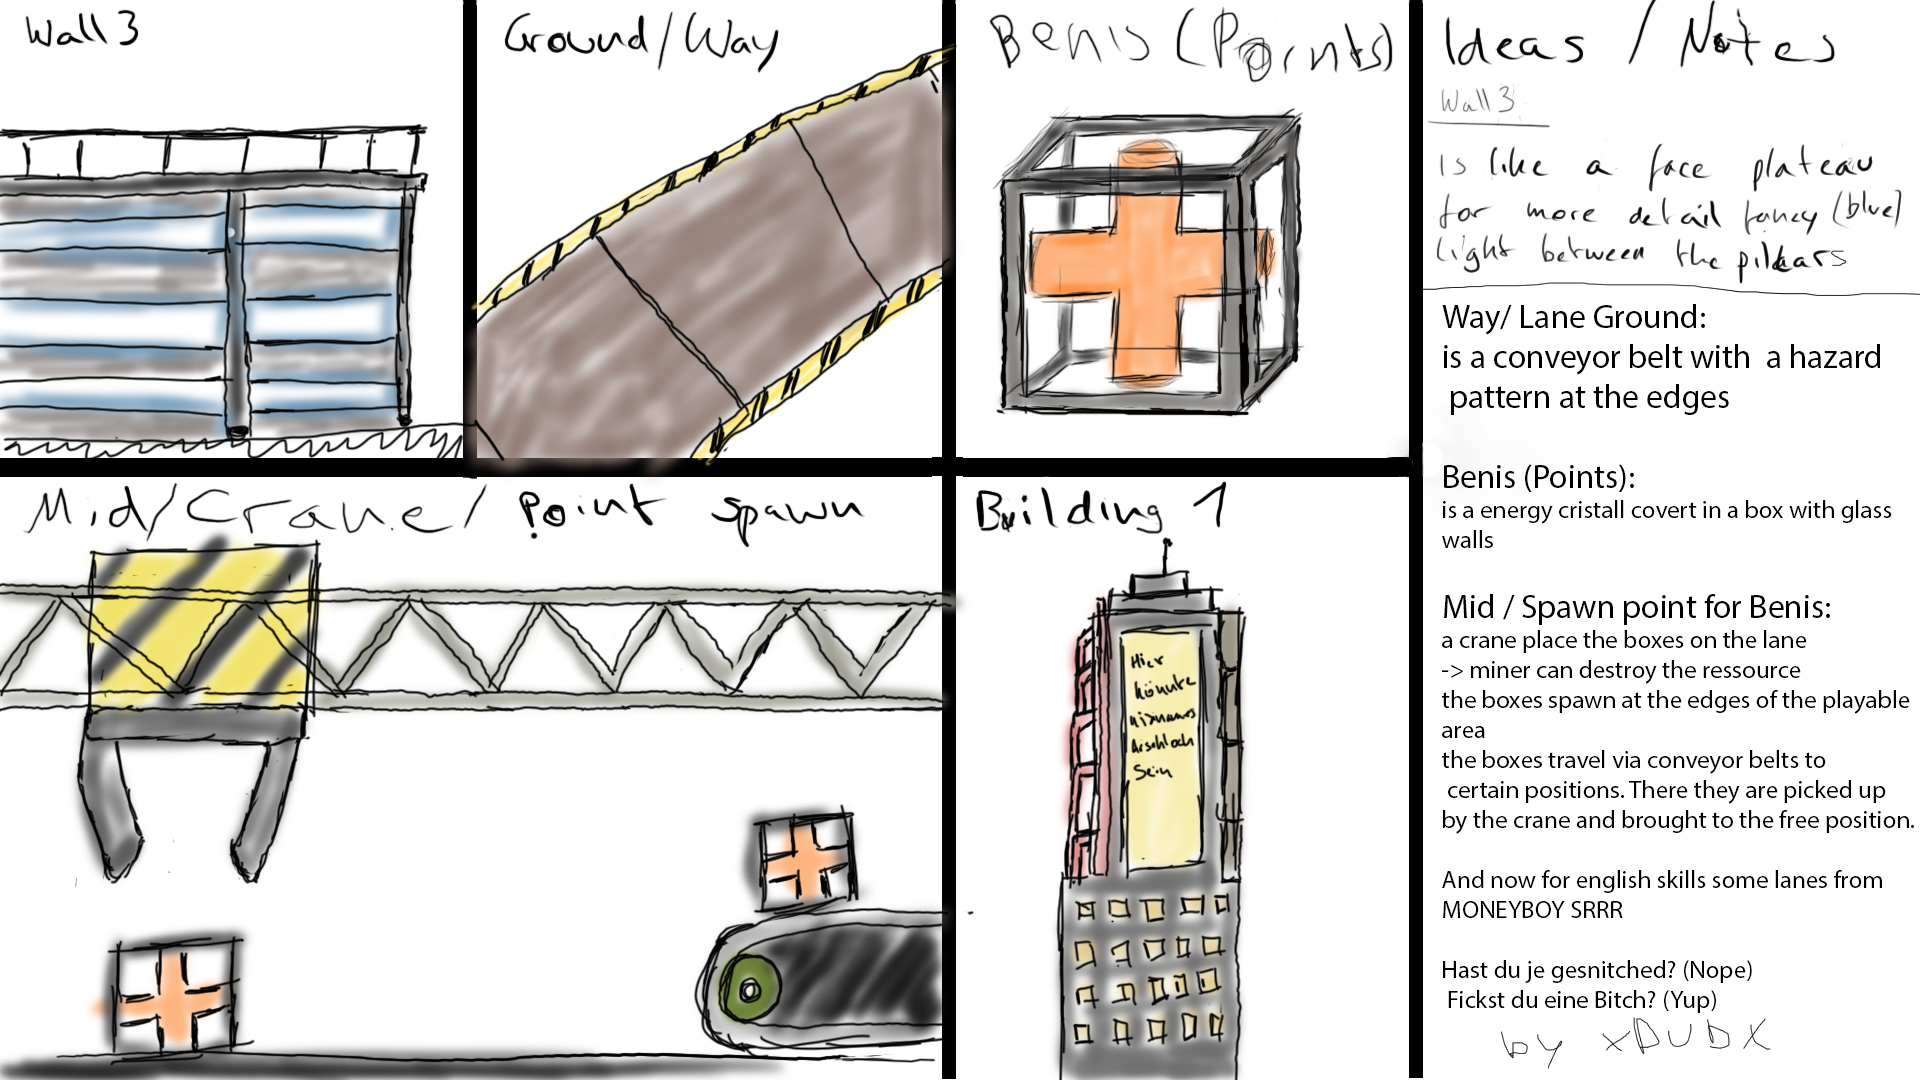 Wall 3
Ground/Way
Benis (Points)
Mid/Crane/ Point spawn
Building 1
Hier
könnte
Arschloch
Sein
Ideas / Notes
Wall 3
Is like a face plateau
for more detail fancy (blue)
light between the pillars
Way/ Lane Ground:
is a conveyor belt with a hazard
pattern at the edges
Benis (Points):
is a energy cristall covert in a box with glass
walls
Mid / Spawn point for Benis:
a crane place the boxes on the lane
-> miner can destroy the ressource
the boxes spawn at the edges of the playable
area
the boxes travel via conveyor belts to
certain positions. There they are picked up
by the crane and brought to the free position.
And now for english skills some lanes from
MONEYBOY SRRR
Hast du je gesnitched? (Nope)
Fickst du eine Bitch? (Yup)
by xDUDX